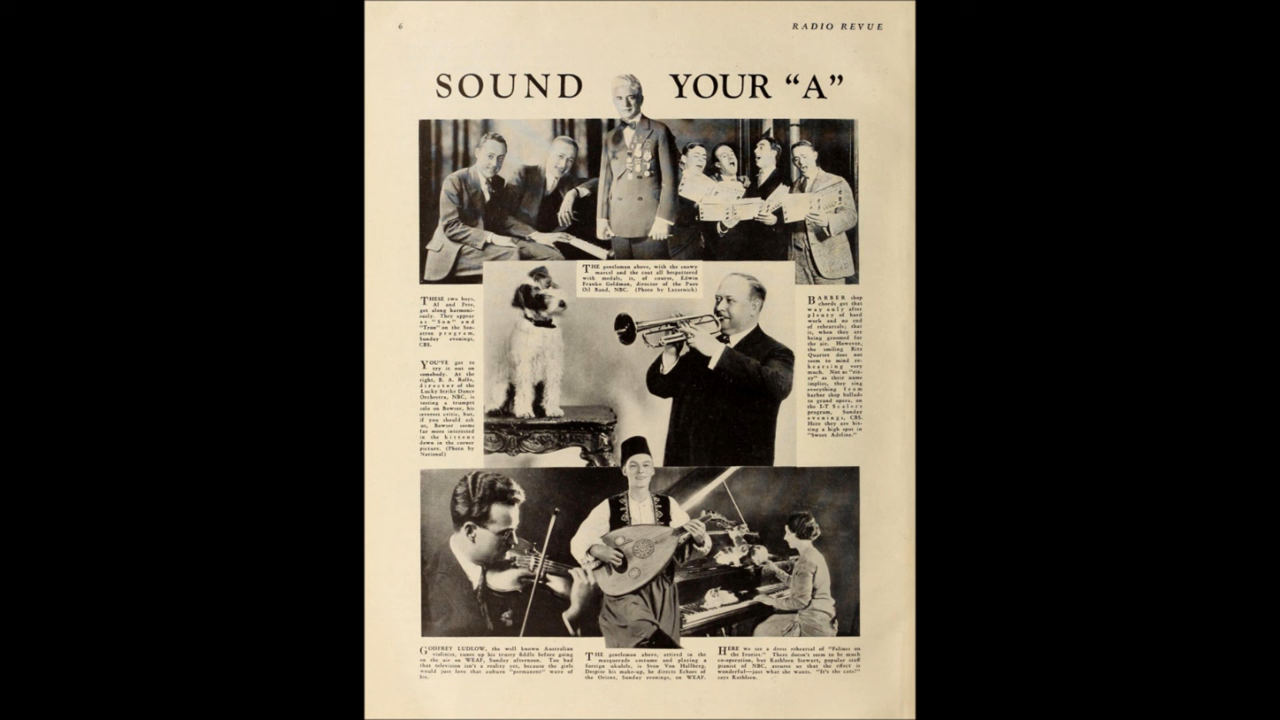 6
RADIO REVUE
SOUND YOUR "A"
THE gentleman above, with the snowy
marcel and the coat all bespattered
with medals, is, of course, Edwin
Franko Goldman, director of the Pure
Oil Band, NBC. (Photo by Lazarnick)
THESE two boys,
Al and Pete,
get along harmoni-
ously. They appear
as "Son" and
"True" on the Son-
atron program,
Sunday evenings,
CBS.
YOU'VE got to
try it out on
somebody. At the
right, B. A. Rolfe,
director of the
Lucky Strike Dance
Orchestra, NBC, is
testing a trumpet
solo on Bowser, his
severest critic, but,
if you should ask
us, Bowser seems
far more interested
in the kittens
down in the corner
picture. (Photo by
National)
BARBER shop
chords get that
way only after
plenty of hard
work and no end
of rehearsals; that
is, when they are
being groomed for
the air. However,
the smiling Ritz
Quartet does not
seem to mind re-
hearsing very
much. Not as "rit-
zy" as their name
implies, they sing
everything from
barber shop ballads
to grand opera, on
the I-T Scalers
program, Sunday
evenings, CBS.
Here they are hit-
ting a high spot in
"Sweet Adeline."
GODFREY LUDLOW, the well known Australian
violinist, tunes up his trusty fiddle before going
on the air on WEAF, Sunday afternoon. Too bad
that television isn't a reality yet, because the girls
would just love that auburn "permanent" wave of
his.
THE gentleman above, attired in the
masquerade costume and playing a
foreign ukulele, is Sven Von Hallberg.
Despite his make-up, he directs Echoes of
the Orient, Sunday evenings, on WEAF.
HERE we see a dress rehearsal of "Felines on
the Ivories." There doesn't seem to be much
co-operation, but Kathleen Stewart, popular staff
pianist of NBC, assures us that the effect is
wonderful—just what she wants. "It's the cats!"
says Kathleen.